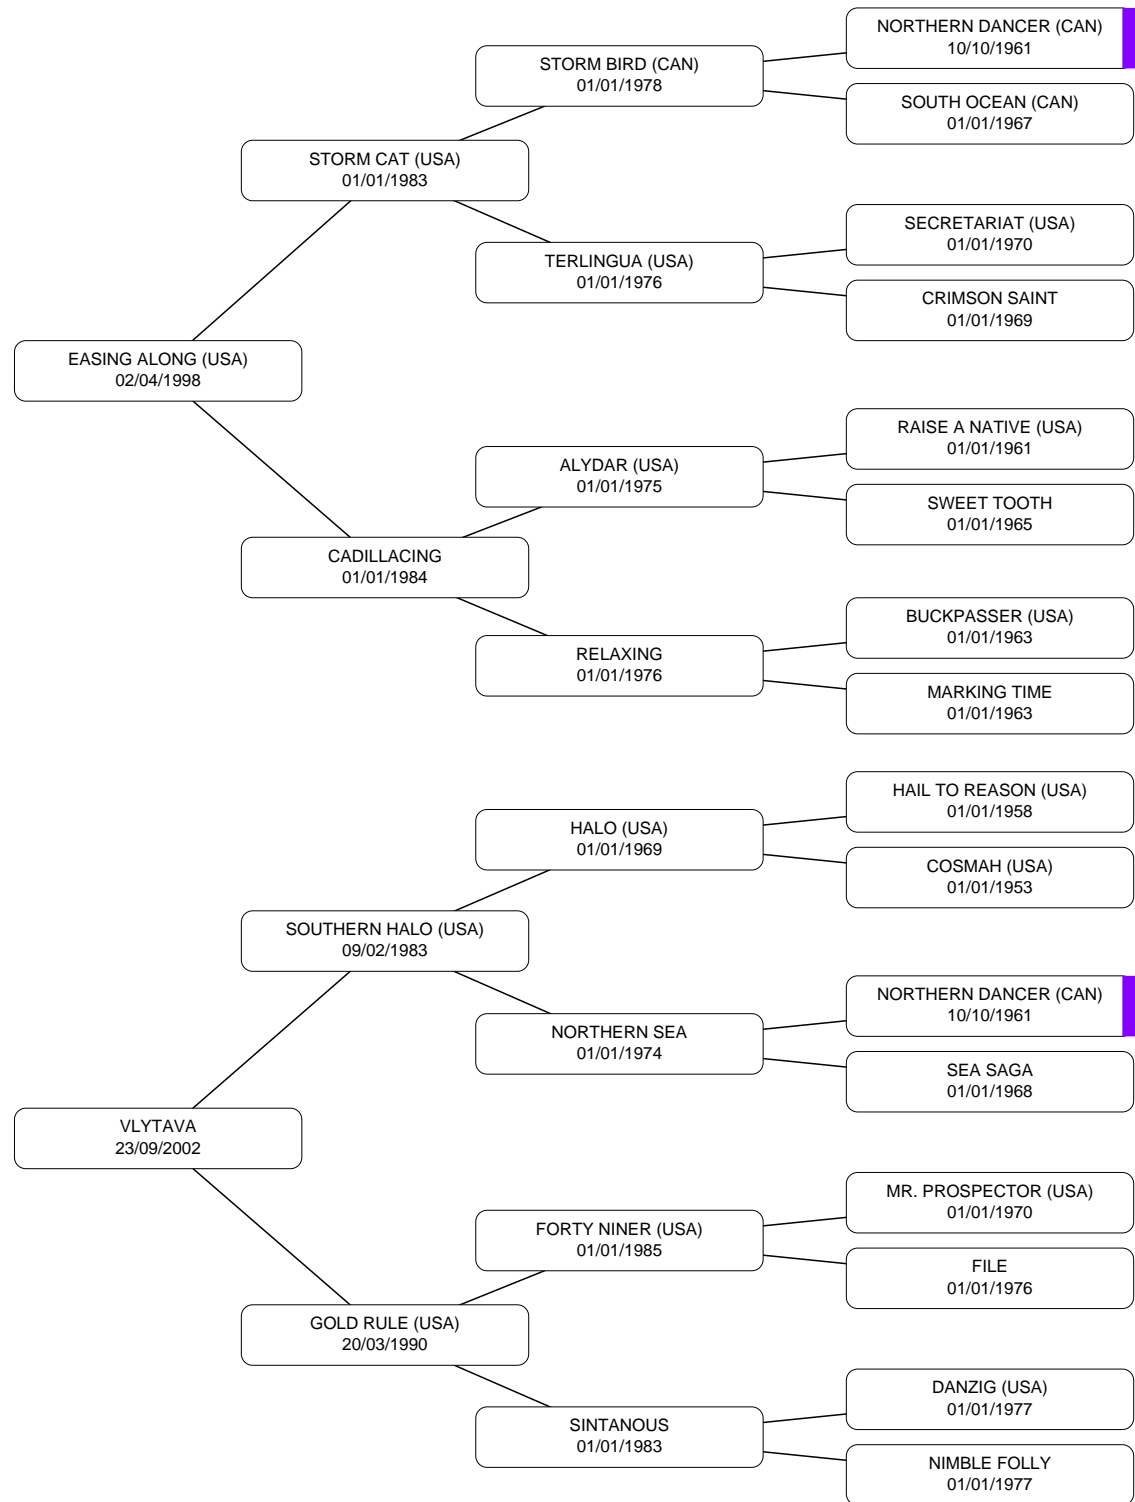 NORTHERN DANCER (CAN)
10/10/1961
STORM BIRD (CAN)
01/01/1978
SOUTH OCEAN (CAN)
01/01/1967
STORM CAT (USA)
01/01/1983
SECRETARIAT (USA)
01/01/1970
TERLINGUA (USA)
01/01/1976
CRIMSON SAINT
01/01/1969
EASING ALONG (USA)
02/04/1998
RAISE A NATIVE (USA)
01/01/1961
ALYDAR (USA)
01/01/1975
SWEET TOOTH
01/01/1965
CADILLACING
01/01/1984
BUCKPASSER (USA)
01/01/1963
RELAXING
01/01/1976
MARKING TIME
01/01/1963
HAIL TO REASON (USA)
01/01/1958
HALO (USA)
01/01/1969
COSMAH (USA)
01/01/1953
SOUTHERN HALO (USA)
09/02/1983
NORTHERN DANCER (CAN)
10/10/1961
NORTHERN SEA
01/01/1974
SEA SAGA
01/01/1968
VLYTAVA
23/09/2002
MR. PROSPECTOR (USA)
01/01/1970
FORTY NINER (USA)
01/01/1985
FILE
01/01/1976
GOLD RULE (USA)
20/03/1990
DANZIG (USA)
01/01/1977
SINTANOUS
01/01/1983
NIMBLE FOLLY
01/01/1977